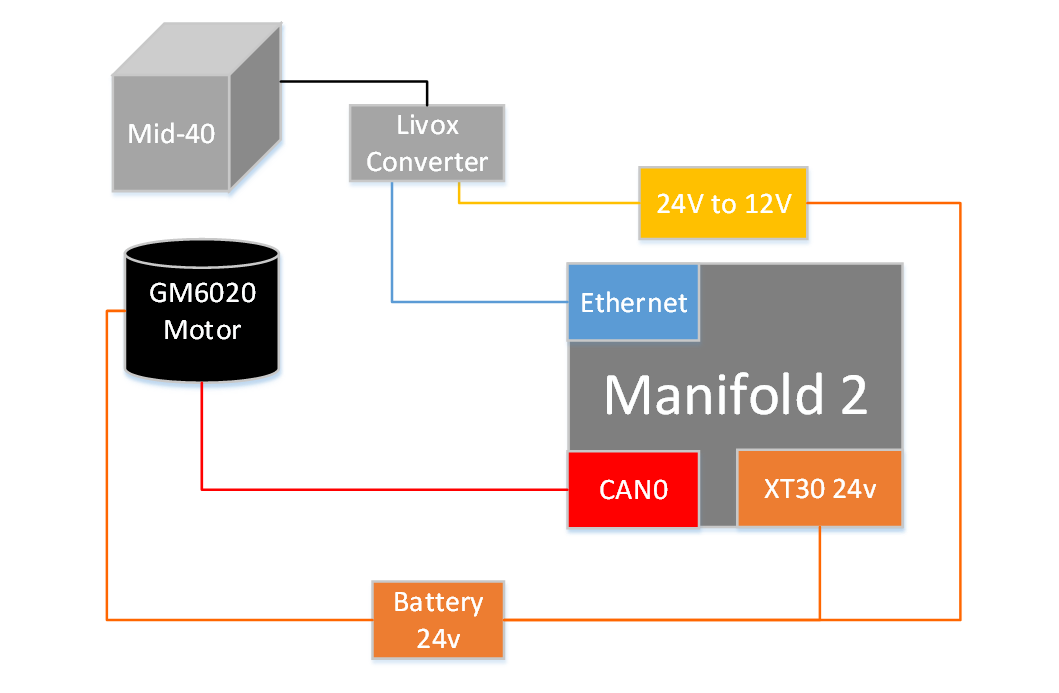 Mid-40
Livox
Converter
24V to 12V
GM6020
Motor
Ethernet
Manifold 2
CAN0
XT30 24v
Battery
24v